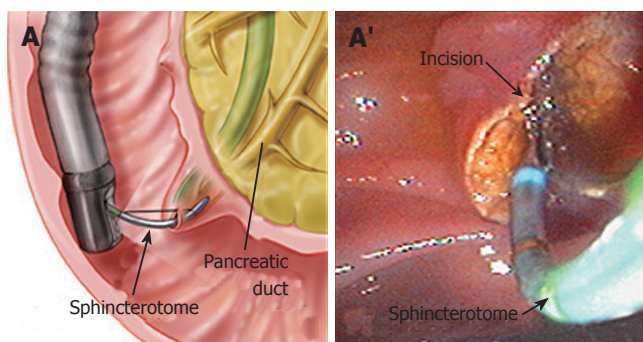 A
Pancreatic
duct
Sphincterotome
A'
Incision
Sphincterotome